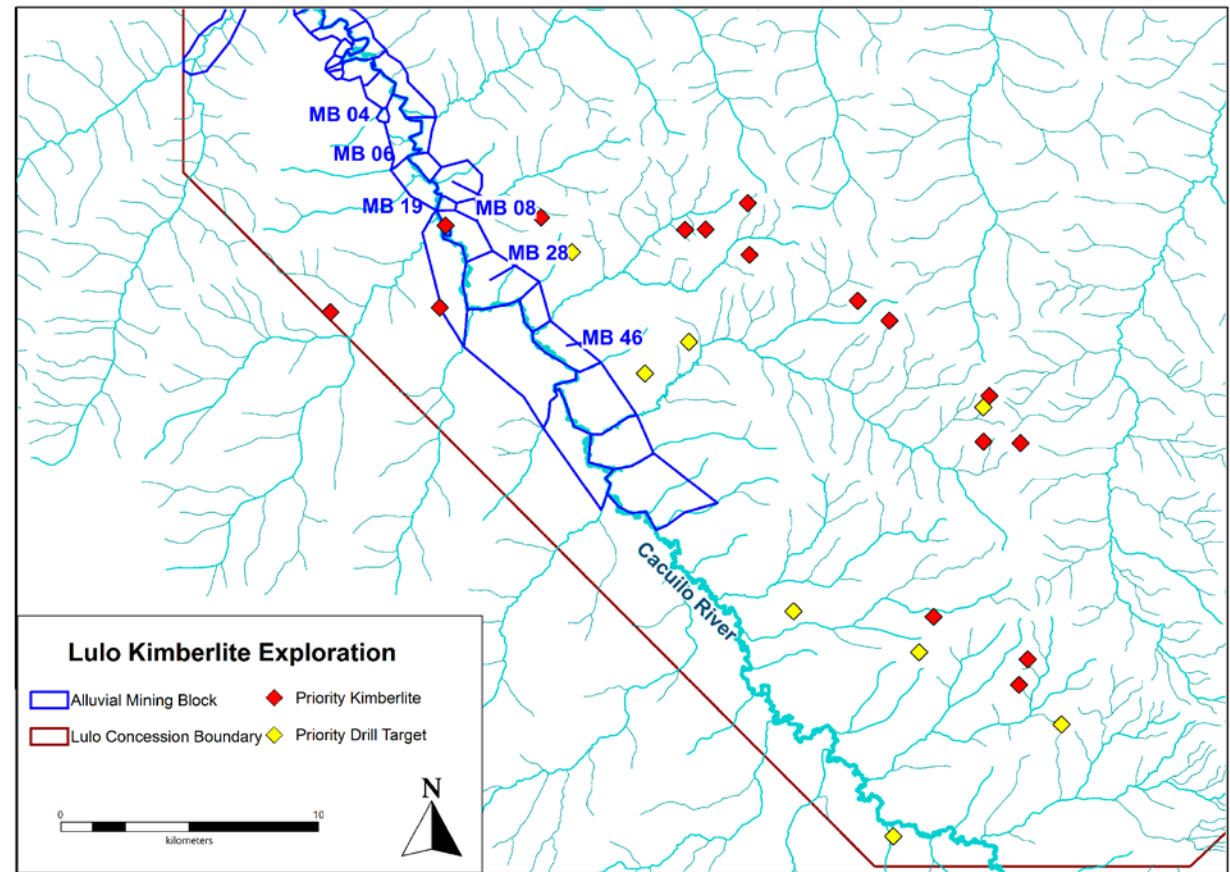 MB 04
MB 06
MB 19
MB 08
MB 28
MB 46
Cacuilo River
Lulo Kimberlite Exploration
Alluvial Mining Block
Priority Kimberlite
Lulo Concession Boundary
Priority Drill Target
N
0
10
kilometers